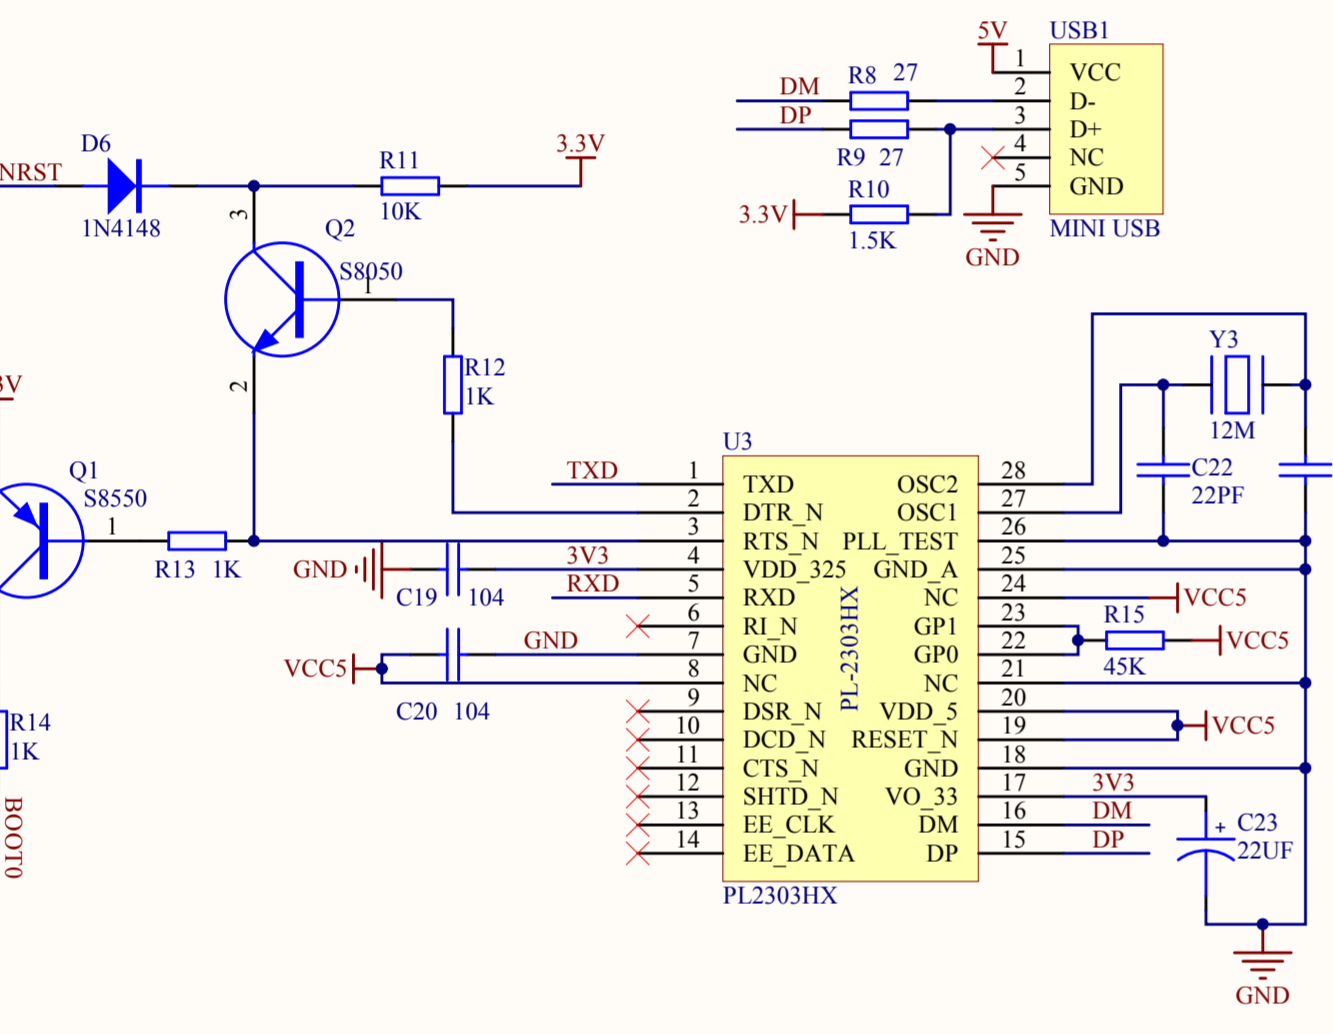 5V
USB1
1
VCC
DM
R8 27
2
D-
DP
3
D+
R9 27
4
NC
R10
5
GND
3.3V
1.5K
GND
MINI USB
D6
NRST
1N4148
R11
10K
3.3V
3
Q2
S8050
1
2
R12
1K
3V
Q1
S8550
1
R13 1K
R14
1K
BOOT0
Y3
12M
C22
22PF
U3
TXD
1
TXD
2
DTR_N
3
RTS_N
GND
3V3
4
VDD_325
C19 104
RXD
5
RXD
6
RI_N
VCC5
GND
7
GND
8
NC
C20 104
9
DSR_N
10
DCD_N
11
CTS_N
12
SHTD_N
13
EE_CLK
14
EE_DATA
PL-2303HX
OSC2
28
OSC1
27
PLL_TEST
26
GND_A
25
NC
24
VCC5
GP1
23
GP0
22
R15
45K
VCC5
NC
21
VDD_5
20
RESET_N
19
VCC5
GND
18
VO_33
17
3V3
DM
16
DM
DP
15
DP
C23
+
22UF
PL2303HX
GND